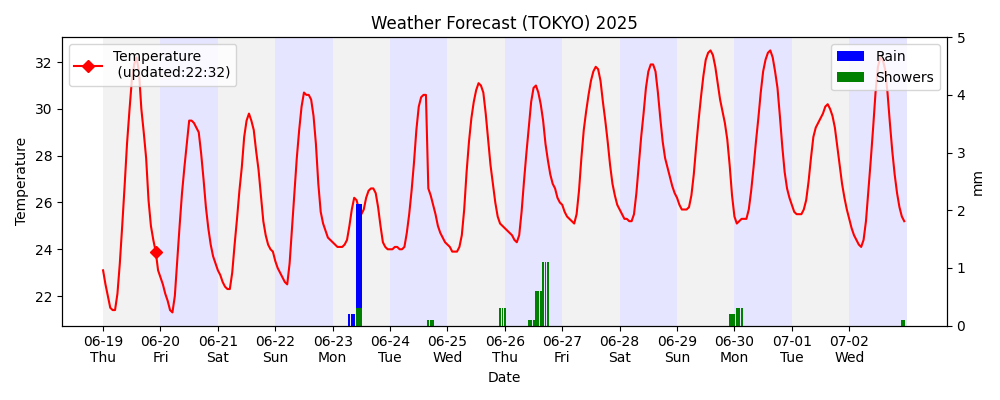 Weather Forecast (TOKYO) 2025
Temperature
(updated:22:32)
Rain
Showers
Temperature
32
30
28
26
24
22
5
4
3
2
1
0
mm
06-19 06-20 06-21 06-22 06-23 06-24 06-25 06-26 06-27 06-28 06-29 06-30 07-01 07-02
Thu Fri Sat Sun Mon Tue Wed Thu Fri Sat Sun Mon Tue Wed
Date